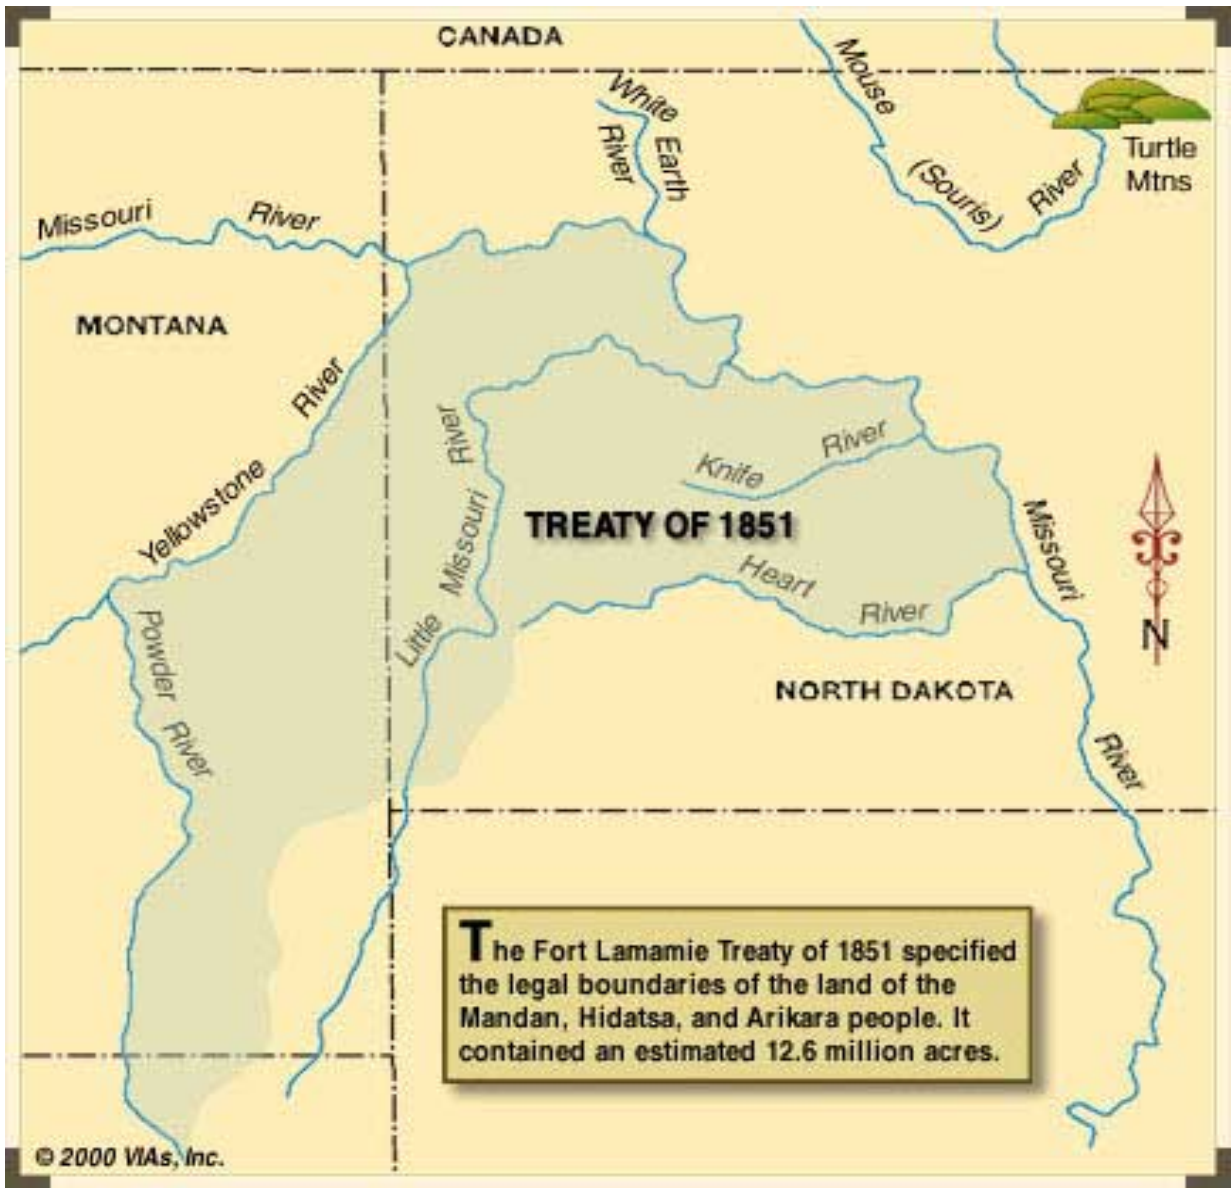 CANADA
White
Earth
River
Mouse
(Souris)
River
Turtle
Mtns
Missouri River
MONTANA
River
Yellowstone
Powder
River
River
Missouri
Little
Knife River
TREATY OF 1851
Heart
River
Missouri
River
N
NORTH DAKOTA
The Fort Lamamie Treaty of 1851 specified
the legal boundaries of the land of the
Mandan, Hidatsa, and Arikara people. It
contained an estimated 12.6 million acres.
© 2000 VIAs, Inc.